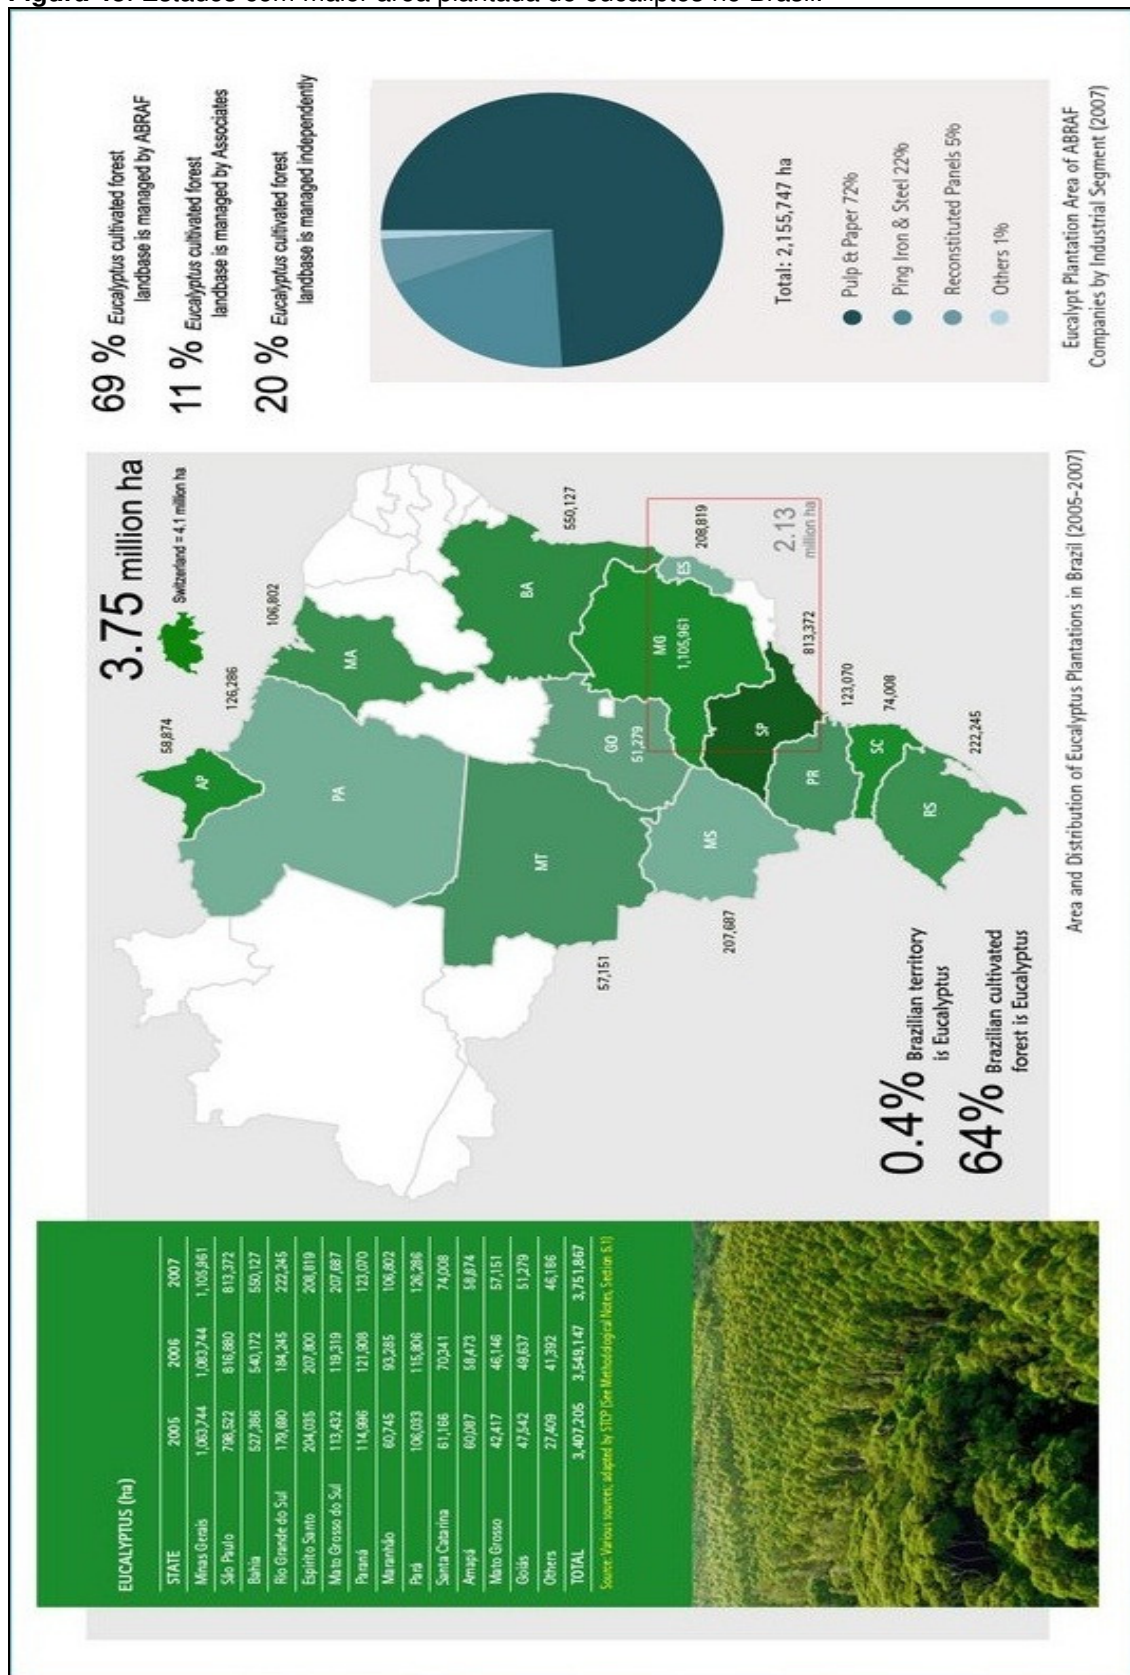 Estados com maior área plantada de eucaliptos no Brasil.
EUCALYPTUS (ha)
STATE 2005 2006 2007
Minas Gerais 1,063,744 1,083,744 1,105,961
São Paulo 798,522 816,880 813,372
Bahia 527,386 540,172 550,127
Rio Grande do Sul 179,690 184,245 222,245
Espírito Santo 204,035 207,800 208,819
Mato Grosso do Sul 113,432 119,319 207,687
Paraná 114,996 121,908 123,070
Maranhão 60,745 93,285 106,802
Pará 106,033 115,806 126,286
Santa Catarina 61,166 70,341 74,008
Amapá 60,087 58,473 58,874
Mato Grosso 42,417 46,146 57,151
Goiás 47,542 49,637 51,279
Others 27,409 41,392 46,186
TOTAL 3,407,205 3,549,147 3,751,867
Source: Various sources, adapted by STCP (See Methodological Notes, Section 6.1)
3.75 million ha
Switzerland = 4.1 million ha
58,874
AP
126,286
106,802
PA
MA
BA
550,127
MT
57,151
GO
51,279
MG
1,105,961
ES
208,819
2.13
million ha
MS
207,687
SP
813,372
PR
123,070
SC
74,008
RS
222,245
0.4% Brazilian territory
is Eucalyptus
64% Brazilian cultivated
forest is Eucalyptus
Area and Distribution of Eucalyptus Plantations in Brazil (2005-2007)
69 % Eucalyptus cultivated forest
landbase is managed by ABRAF
11 % Eucalyptus cultivated forest
landbase is managed by Associates
20 % Eucalyptus cultivated forest
landbase is managed independently
Total: 2,155,747 ha
Pulp & Paper 72%
Ping Iron & Steel 22%
Reconstituted Panels 5%
Others 1%
Eucalypt Plantation Area of ABRAF
Companies by Industrial Segment (2007)